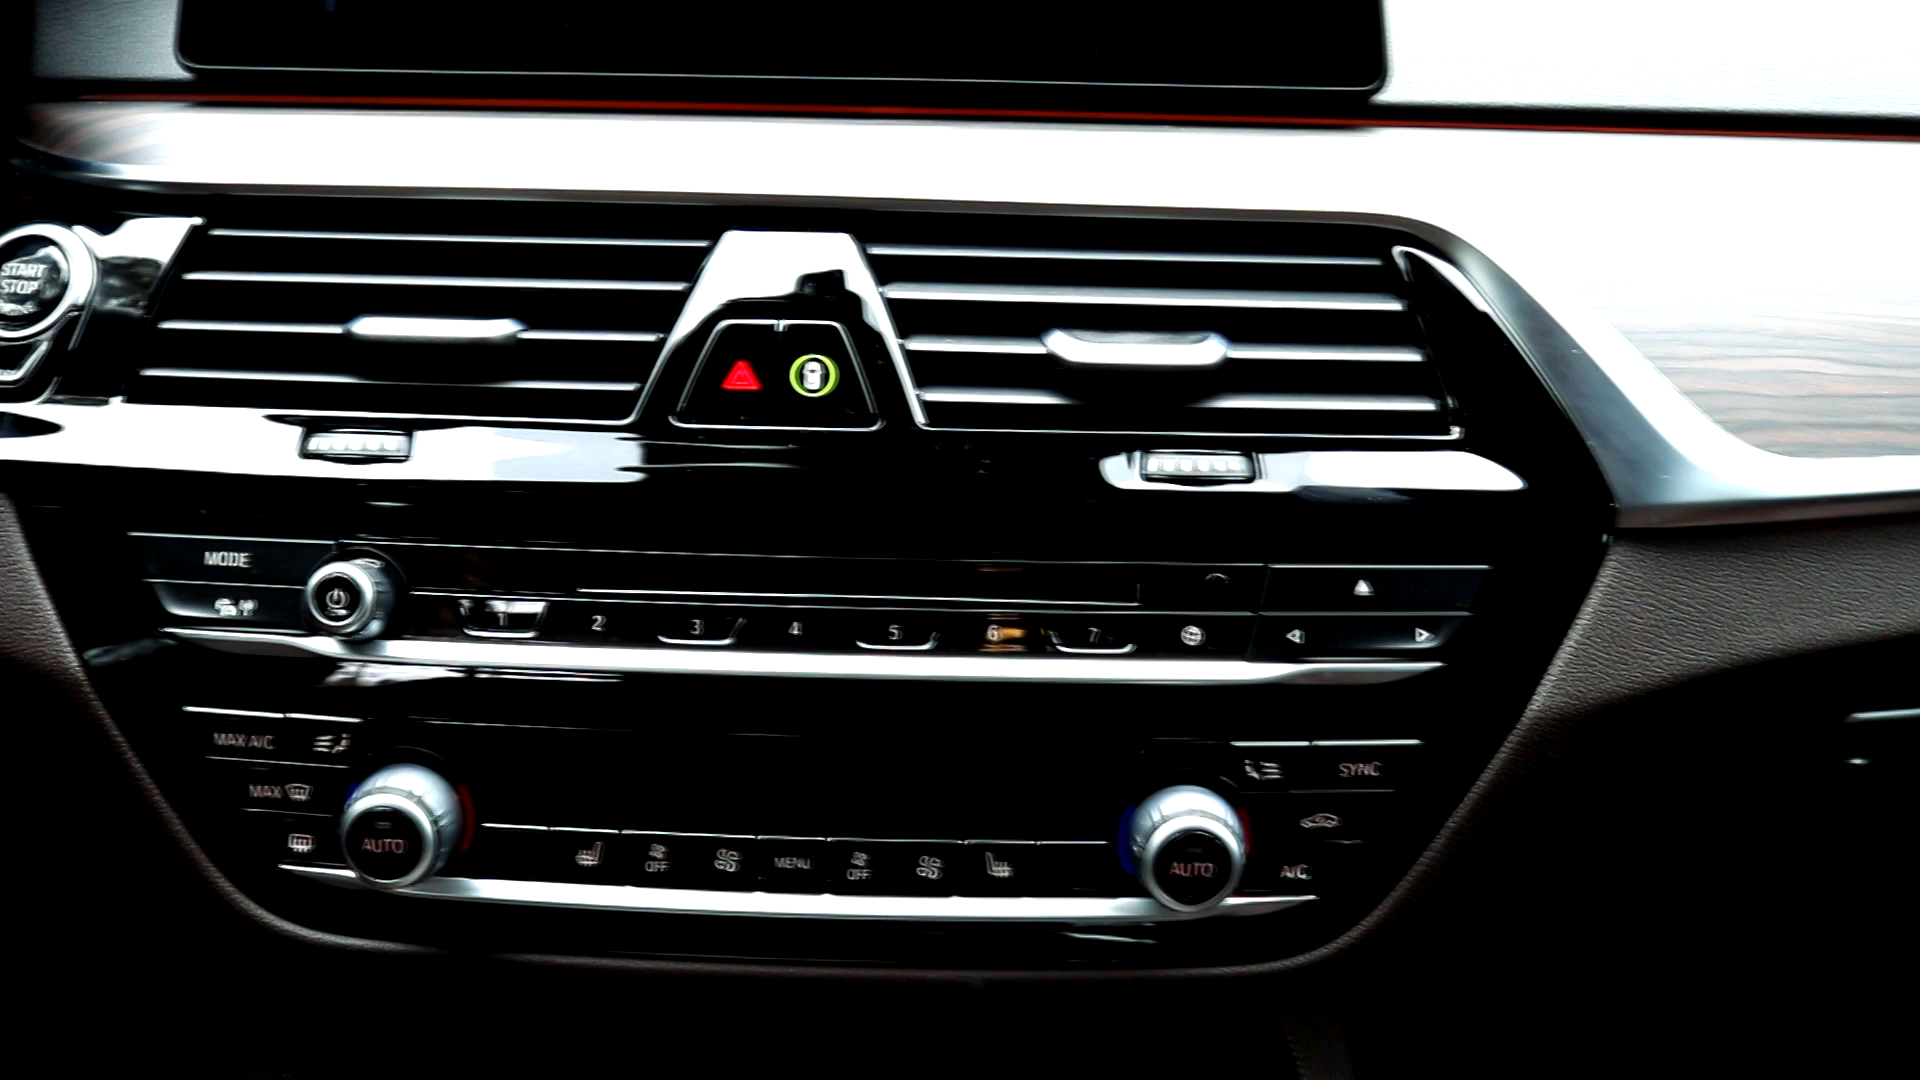 START
STOP
MODE
1 2 3 4 5 6 7
MAX A/C
SYNC
MAX
AUTO
OFF
MENU
OFF
AUTO
A/C